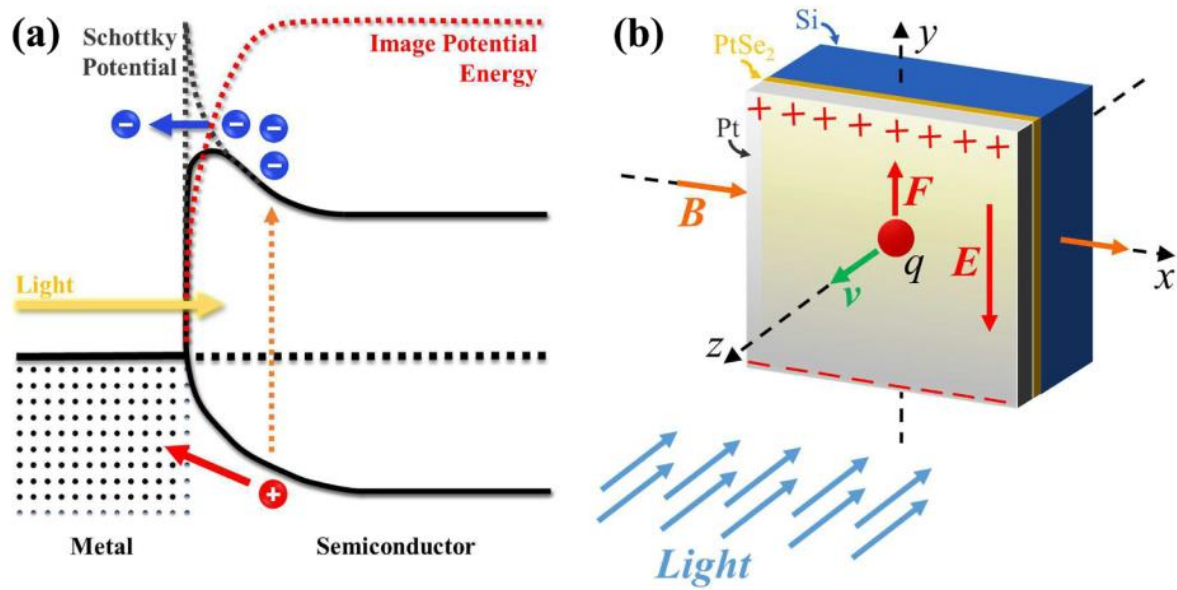 (a)
Schottky
Potential
Image Potential
Energy
Light
Metal
Semiconductor
(b)
Si
PtSe₂
Pt
y
B
F
q
E
v
x
z
Light